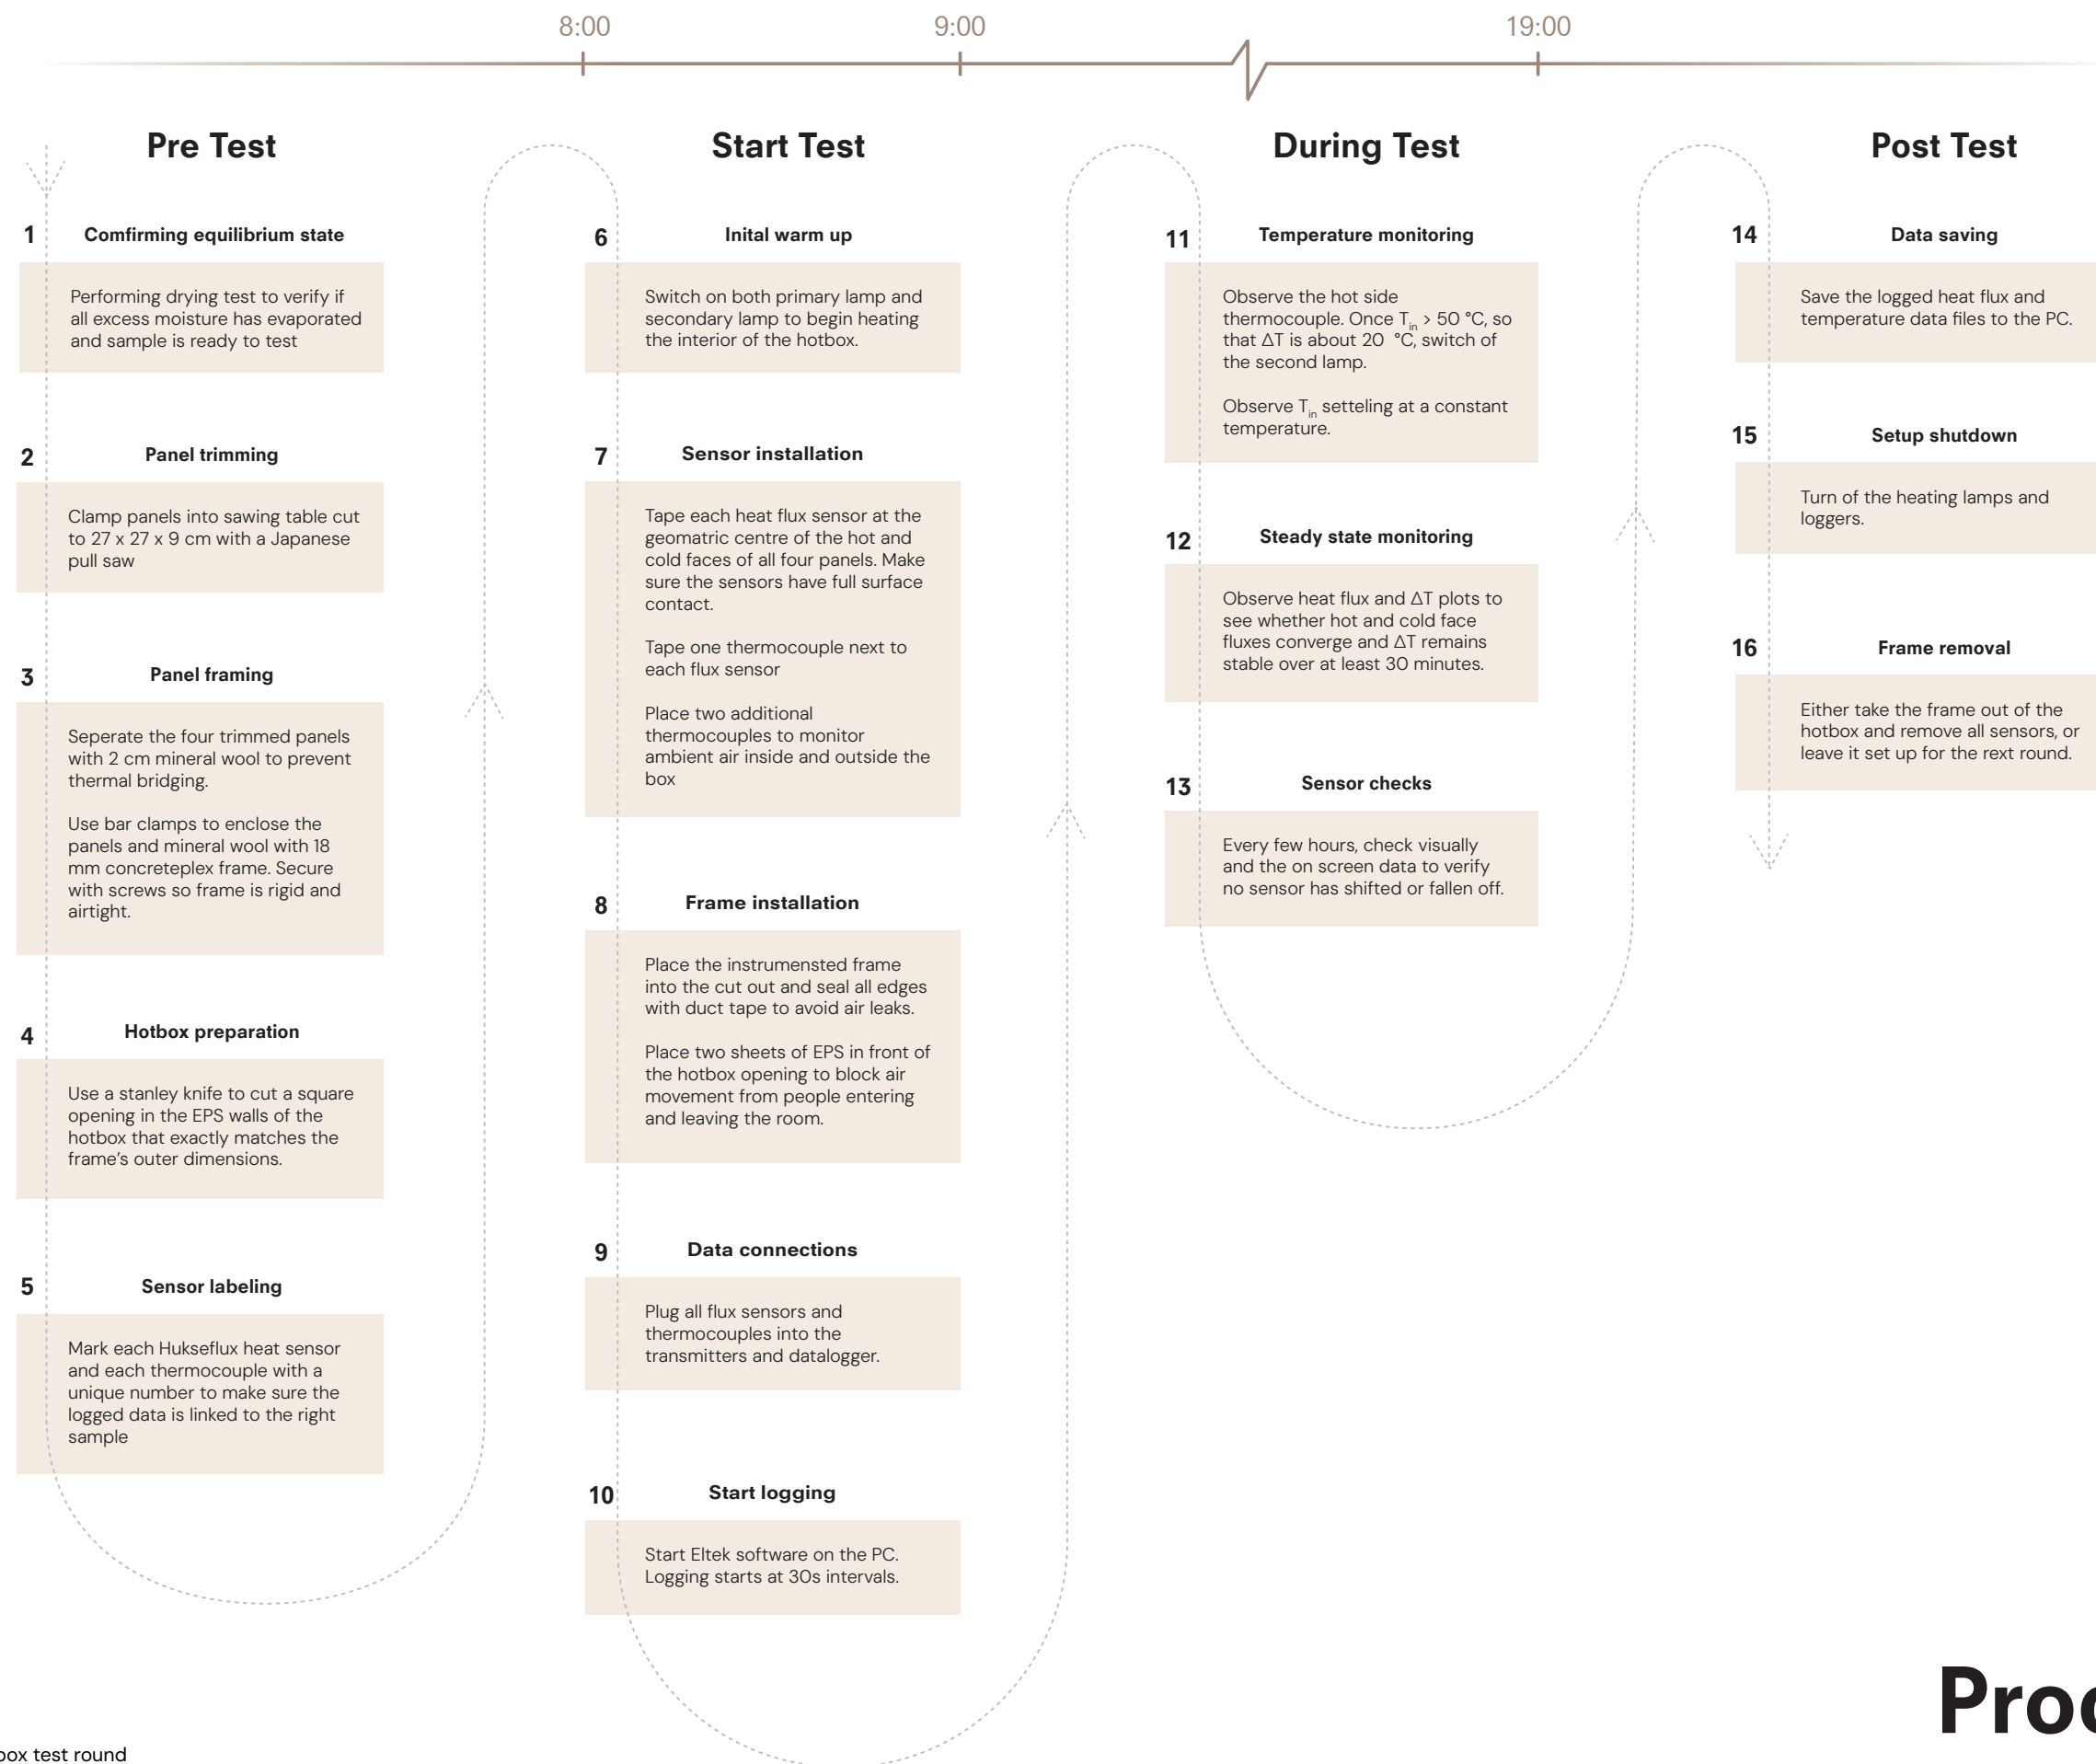 8:00
9:00
19:00
Pre Test
1
Comfirming equilibrium state
Performing drying test to verify if
all excess moisture has evaporated
and sample is ready to test
2
Panel trimming
Clamp panels into sawing table cut
to 27 x 27 x 9 cm with a Japanese
pull saw
3
Panel framing
Seperate the four trimmed panels
with 2 cm mineral wool to prevent
thermal bridging.
Use bar clamps to enclose the
panels and mineral wool with 18
mm concreteplex frame. Secure
with screws so frame is rigid and
airtight.
4
Hotbox preparation
Use a stanley knife to cut a square
opening in the EPS walls of the
hotbox that exactly matches the
frame’s outer dimensions.
5
Sensor labeling
Mark each Hukseflux heat sensor
and each thermocouple with a
unique number to make sure the
logged data is linked to the right
sample
Start Test
6
Inital warm up
Switch on both primary lamp and
secondary lamp to begin heating
the interior of the hotbox.
7
Sensor installation
Tape each heat flux sensor at the
geomatric centre of the hot and
cold faces of all four panels. Make
sure the sensors have full surface
contact.
Tape one thermocouple next to
each flux sensor
Place two additional
thermocouples to monitor
ambient air inside and outside the
box
8
Frame installation
Place the instrumensted frame
into the cut out and seal all edges
with duct tape to avoid air leaks.
Place two sheets of EPS in front of
the hotbox opening to block air
movement from people entering
and leaving the room.
9
Data connections
Plug all flux sensors and
thermocouples into the
transmitters and datalogger.
10
Start logging
Start Eltek software on the PC.
Logging starts at 30s intervals.
During Test
11
Temperature monitoring
Observe the hot side
thermocouple. Once Tin > 50 °C, so
that ΔT is about 20 °C, switch of
the second lamp.
Observe Tin setteling at a constant
temperature.
12
Steady state monitoring
Observe heat flux and ΔT plots to
see whether hot and cold face
fluxes converge and ΔT remains
stable over at least 30 minutes.
13
Sensor checks
Every few hours, check visually
and the on screen data to verify
no sensor has shifted or fallen off.
Post Test
14
Data saving
Save the logged heat flux and
temperature data files to the PC.
15
Setup shutdown
Turn of the heating lamps and
loggers.
16
Frame removal
Either take the frame out of the
hotbox and remove all sensors, or
leave it set up for the rext round.
test round